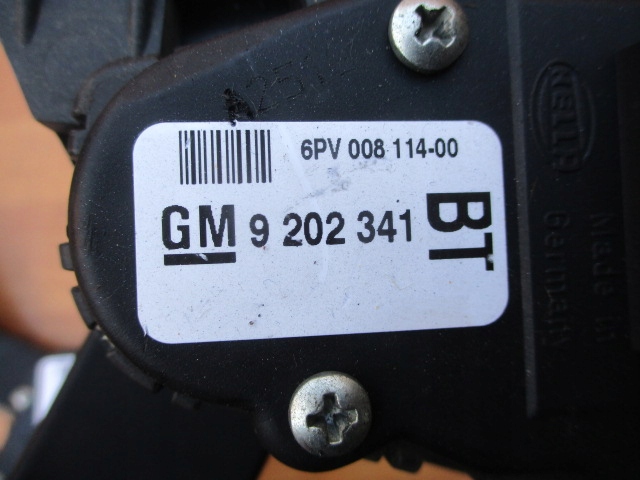 6PV 008 114-00
GM 9 202 341
BT
HELLA
Made in
Germany